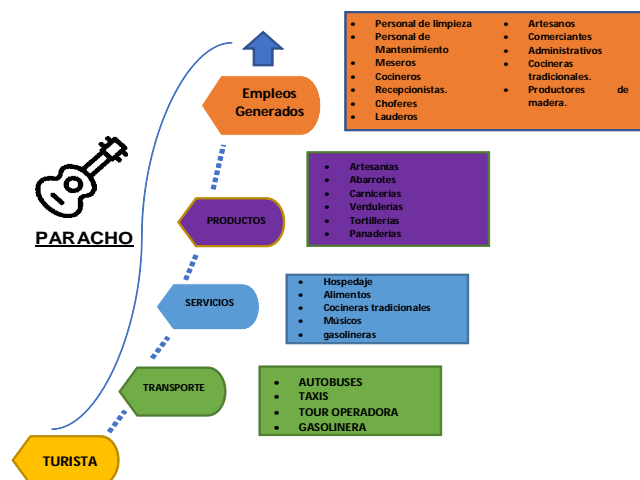 Empleos
Generados
• Personal de limpieza
• Personal de
Mantenimiento
• Meseros
• Cocineros
• Recepcionistas.
• Choferes
• Lauderos
• Artesanos
• Comerciantes
• Administrativos
• Cocineras
tradicionales.
• Productores de
madera.
PARACHO
PRODUCTOS
• Artesanías
• Abarrotes
• Carnicerías
• Verdulerías
• Tortillerías
• Panaderías
SERVICIOS
• Hospedaje
• Alimentos
• Cocineras tradicionales
• Músicos
• gasolineras
TRANSPORTE
• AUTOBUSES
• TAXIS
• TOUR OPERADORA
• GASOLINERA
TURISTA